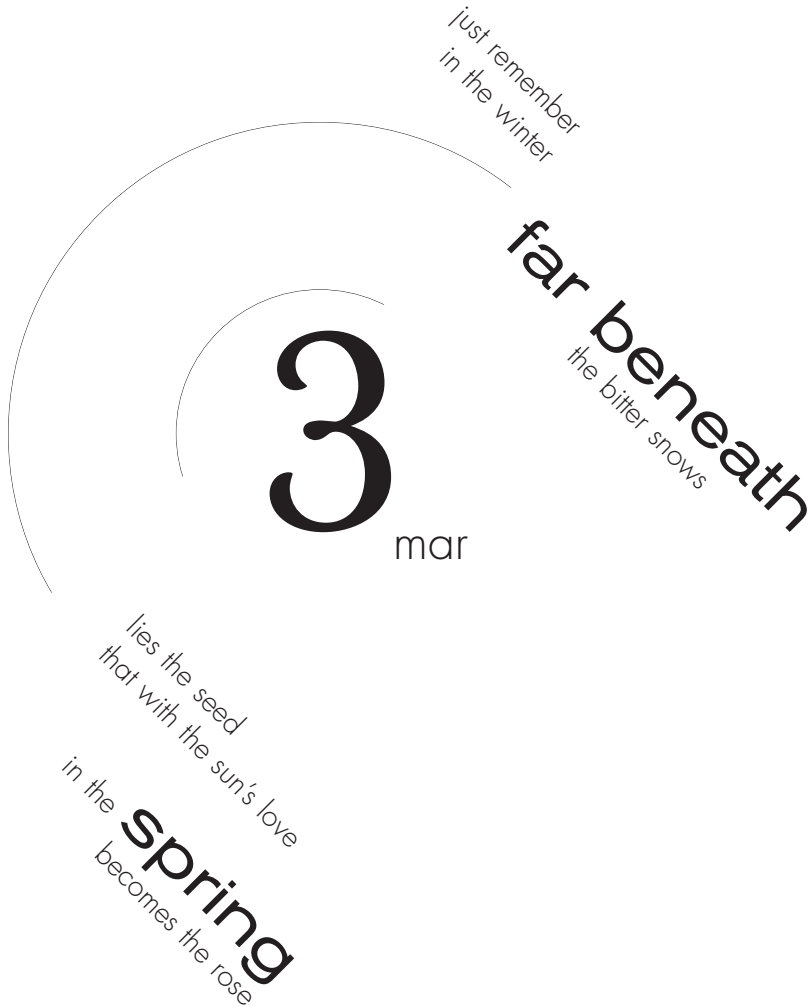 just remember
in the winter
far beneath
the bitter snows
3
mar
lies the seed
that with the sun's love
in the spring
becomes the rose